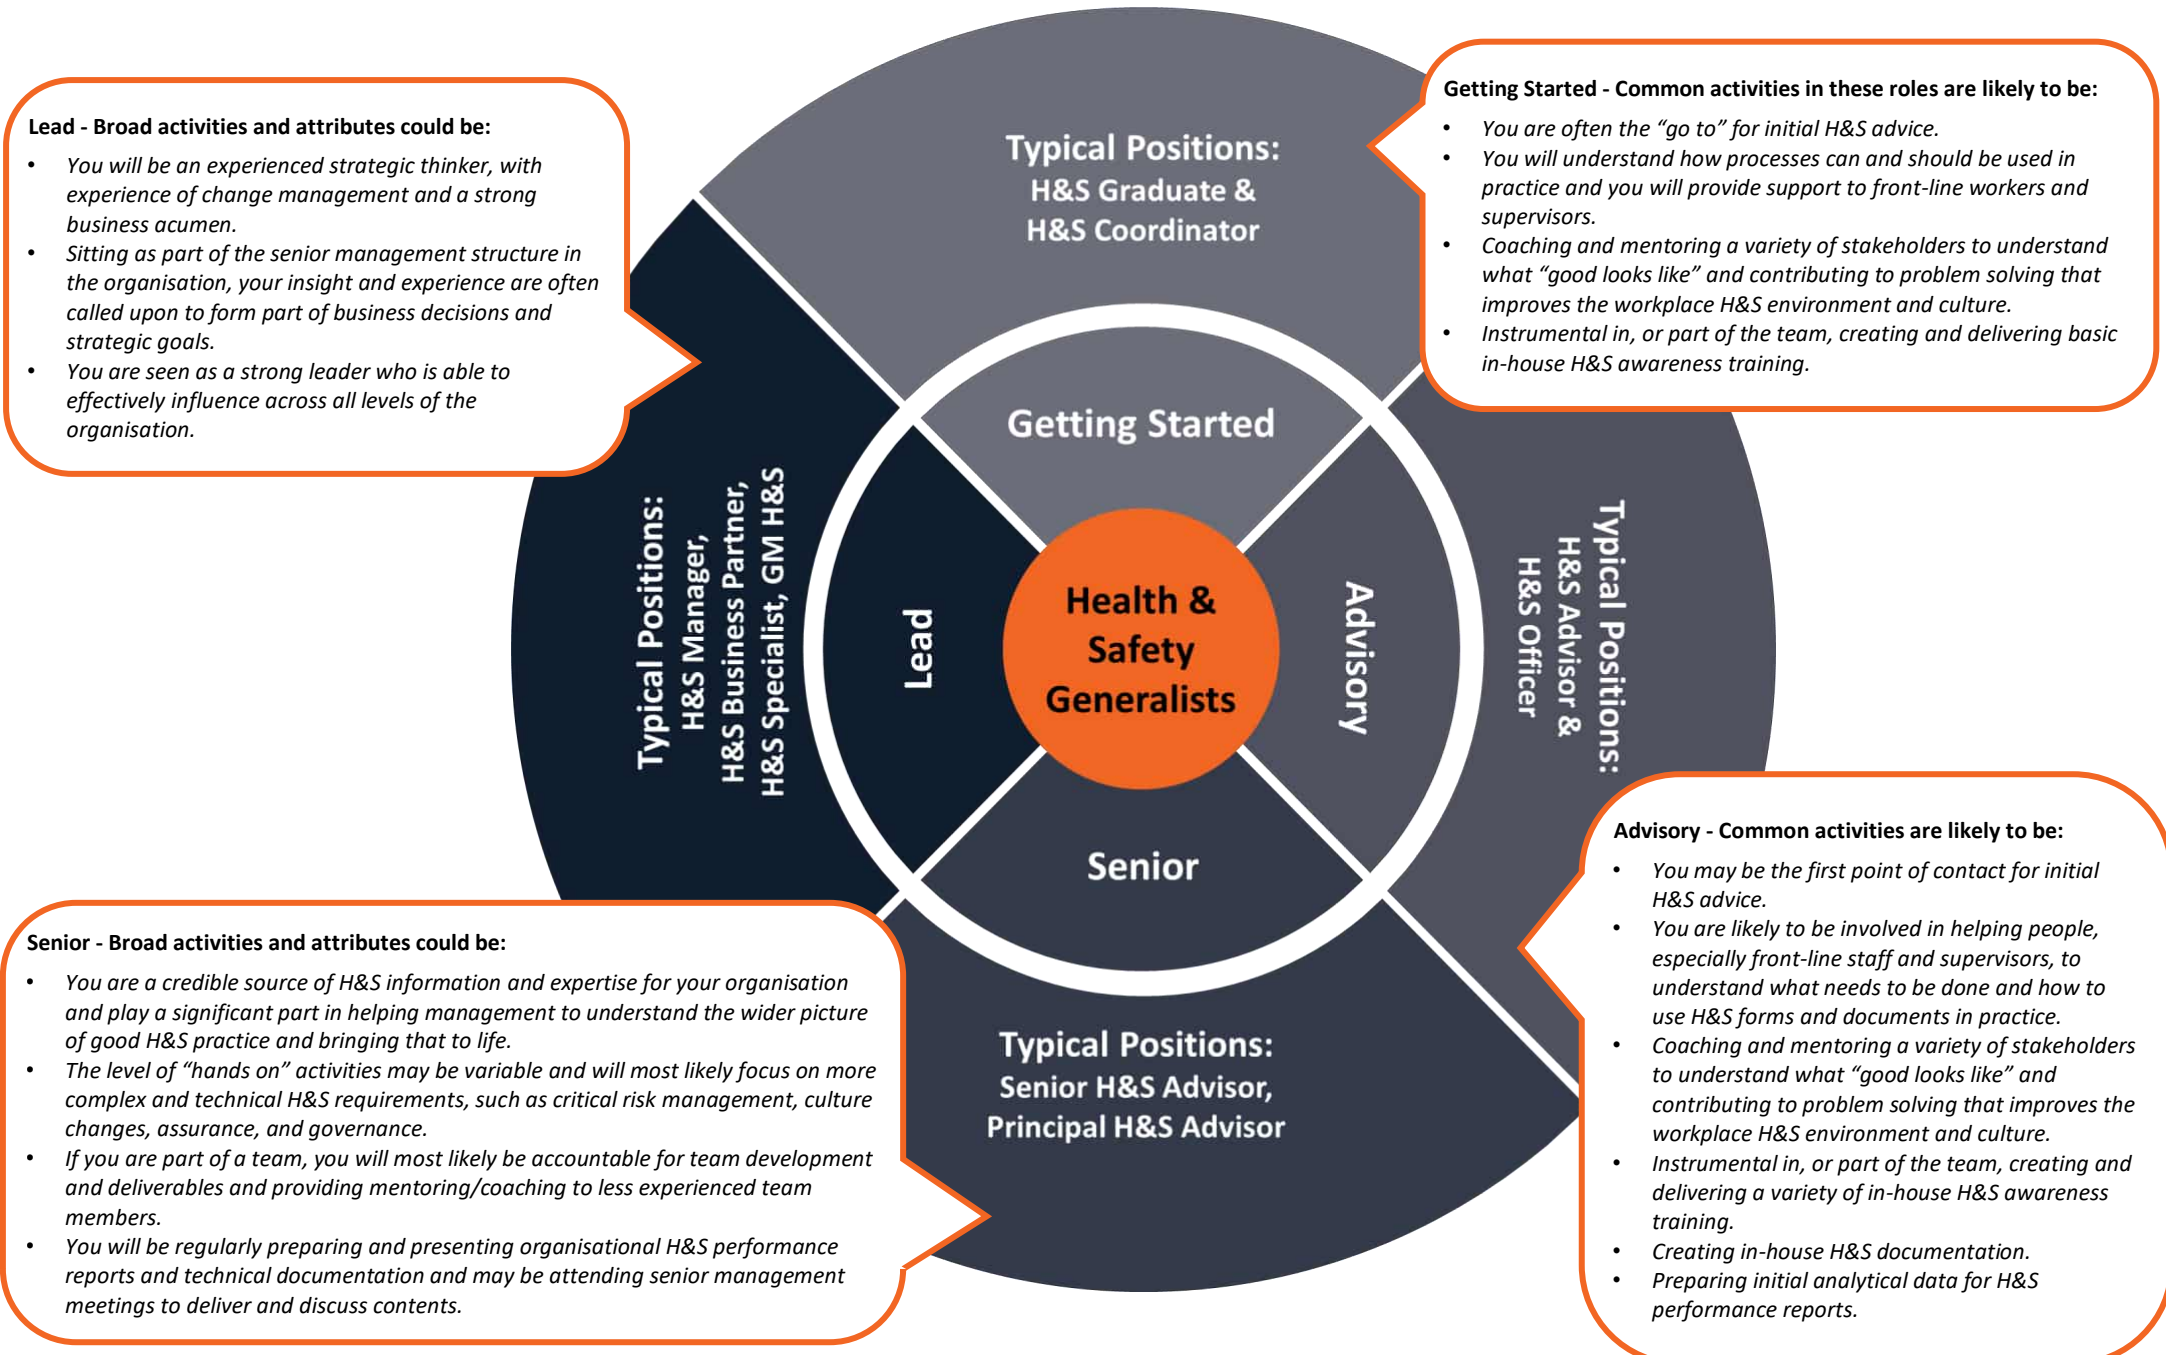 Lead - Broad activities and attributes could be:
• You will be an experienced strategic thinker, with
experience of change management and a strong
business acumen.
• Sitting as part of the senior management structure in
the organisation, your insight and experience are often
called upon to form part of business decisions and
strategic goals.
• You are seen as a strong leader who is able to
effectively influence across all levels of the
organisation.
Typical Positions:
H&S Graduate &
H&S Coordinator
Getting Started - Common activities in these roles are likely to be:
• You are often the “go to” for initial H&S advice.
• You will understand how processes can and should be used in
practice and you will provide support to front-line workers and
supervisors.
• Coaching and mentoring a variety of stakeholders to understand
what “good looks like” and contributing to problem solving that
improves the workplace H&S environment and culture.
• Instrumental in, or part of the team, creating and delivering basic
in-house H&S awareness training.
Getting Started
Typical Positions:
H&S Manager,
H&S Business Partner,
H&S Specialist, GM H&S
Lead
Health &
Safety
Generalists
Advisory
Typical Positions:
H&S Advisor &
H&S Officer
Senior
Typical Positions:
Senior H&S Advisor,
Principal H&S Advisor
Senior - Broad activities and attributes could be:
• You are a credible source of H&S information and expertise for your organisation
and play a significant part in helping management to understand the wider picture
of good H&S practice and bringing that to life.
• The level of “hands on” activities may be variable and will most likely focus on more
complex and technical H&S requirements, such as critical risk management, culture
changes, assurance, and governance.
• If you are part of a team, you will most likely be accountable for team development
and deliverables and providing mentoring/coaching to less experienced team
members.
• You will be regularly preparing and presenting organisational H&S performance
reports and technical documentation and may be attending senior management
meetings to deliver and discuss contents.
Advisory - Common activities are likely to be:
• You may be the first point of contact for initial
H&S advice.
• You are likely to be involved in helping people,
especially front-line staff and supervisors, to
understand what needs to be done and how to
use H&S forms and documents in practice.
• Coaching and mentoring a variety of stakeholders
to understand what “good looks like” and
contributing to problem solving that improves the
workplace H&S environment and culture.
• Instrumental in, or part of the team, creating and
delivering a variety of in-house H&S awareness
training.
• Creating in-house H&S documentation.
• Preparing initial analytical data for H&S
performance reports.